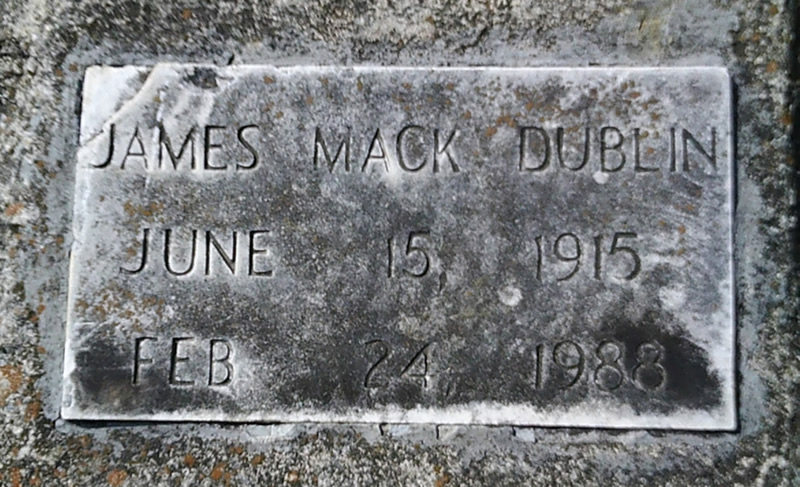 JAMES MACK DUBLIN
JUNE 15, 1915
FEB 24, 1988